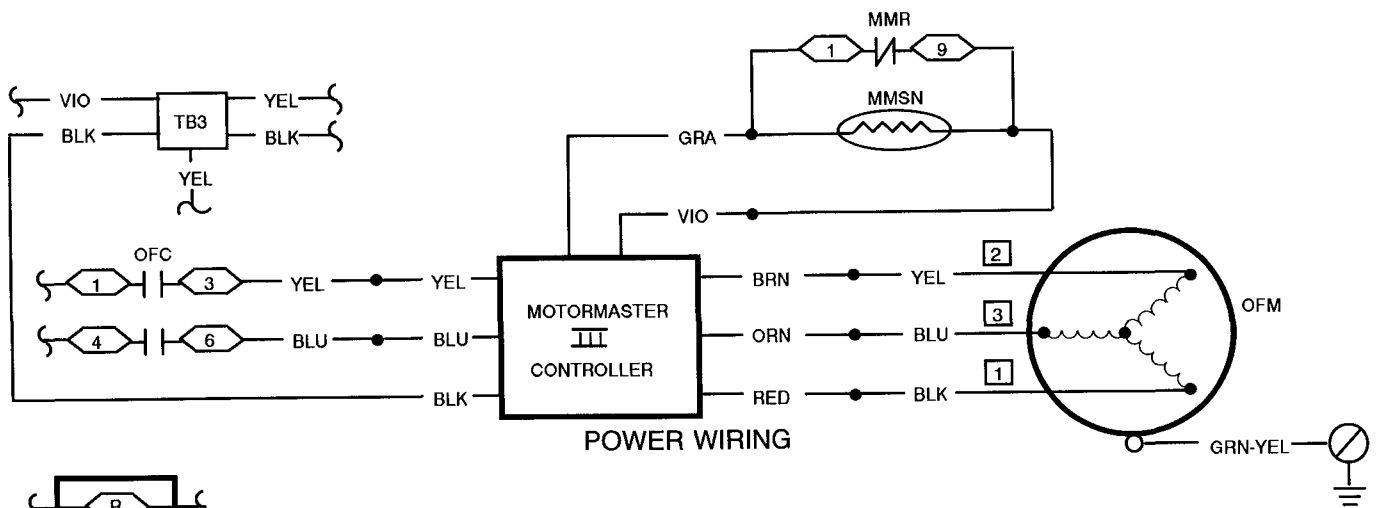 MMR
1 9
VIO YEL
TB3
MMSN
BLK BLK
GRA
YEL
VIO
OFC
1 3 YEL YEL
BRN YEL 2
OFM
MOTORMASTER
III
CONTROLLER
4 6 BLU BLU
ORN BLU 3
BLK
RED BLK 1
POWER WIRING
GRN-YEL